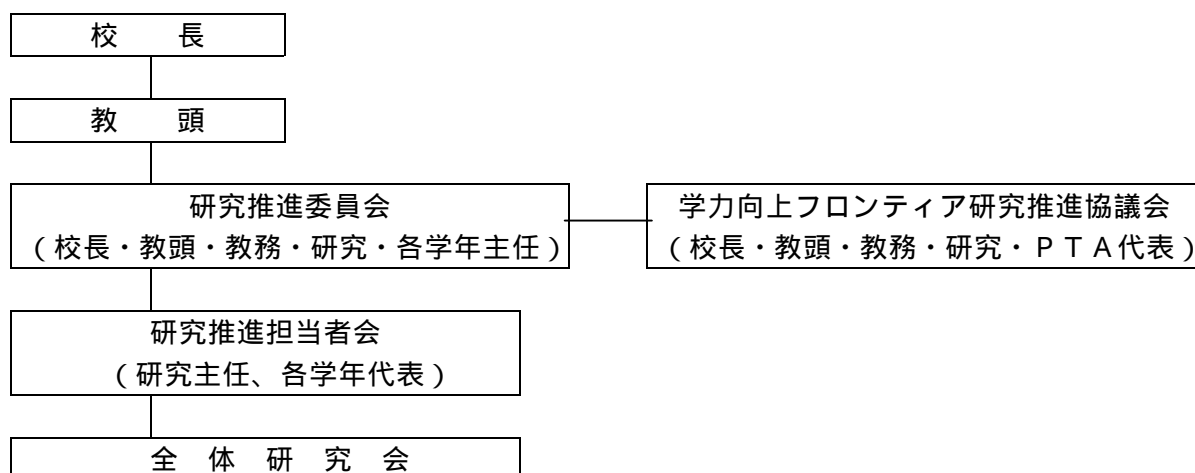 校　　長
教　　頭
研究推進委員会
（校長・教頭・教務・研究・各学年主任）
学力向上フロンティア研究推進協議会
（校長・教頭・教務・研究・ＰＴＡ代表）
研究推進担当者会
（研究主任、各学年代表）
全　体　研　究　会